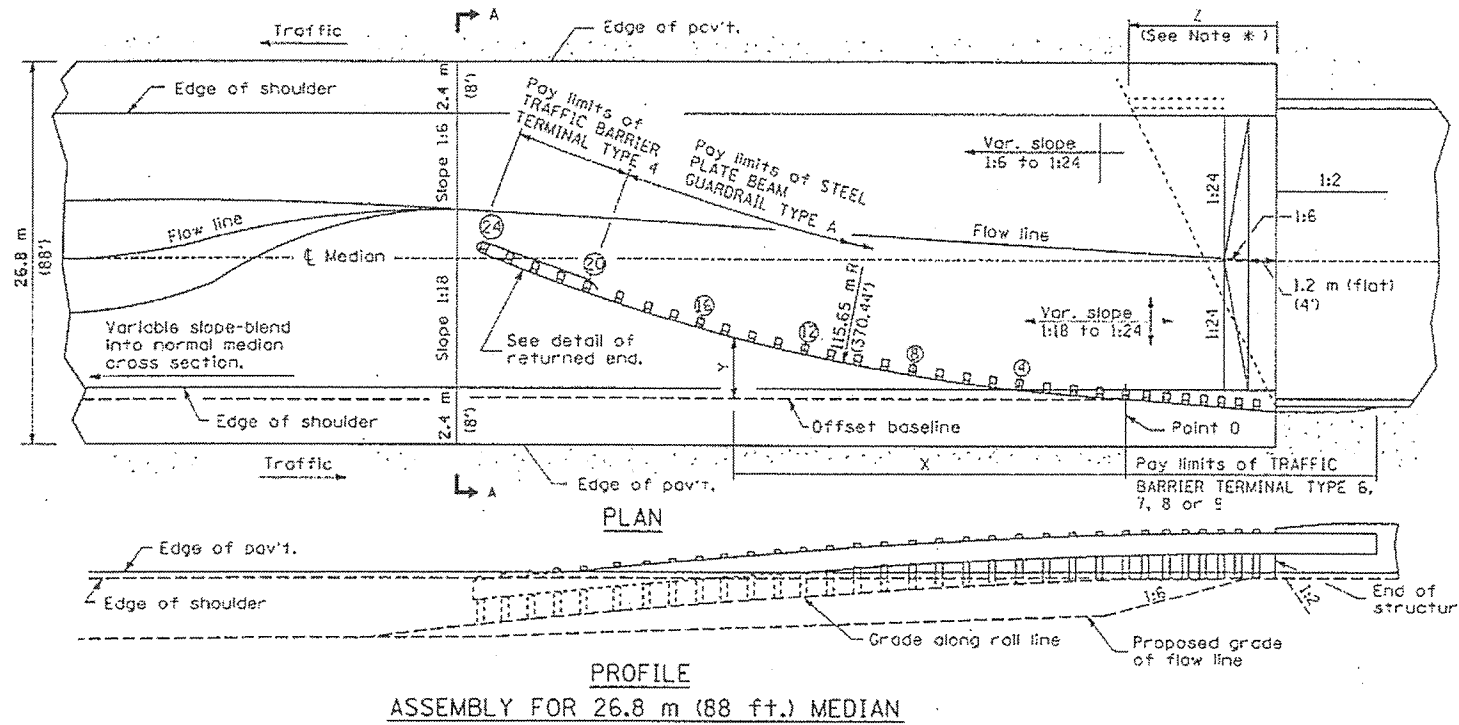 A
Traffic
Edge of pav't.
Z
(See Note *)
Edge of shoulder
2.4 m
(8')
Pay limits of
TRAFFIC BARRIER
TERMINAL TYPE 4
Pay limits of STEEL
PLATE BEAM
GUARDRAIL TYPE A
Var. slope
1:6 to 1:24
Slope 1:6
1:24
1:2
1:6
26.8 m
(88')
Flow line
24
Flow line
℄ Median
20
1.2 m (flat)
(4')
16
12
115.65 m R
(370.44')
Var. slope
1:18 to 1:24
1:24
Slope 1:18
Variable slope-blend
into normal median
cross section.
See detail of
returned end.
Y
8
4
Edge of shoulder
2.4 m
(8')
Offset baseline
Point O
Traffic
X
Pay limits of TRAFFIC
BARRIER TERMINAL TYPE 6,
7, 8 or 9
A
Edge of pav't.
PLAN
Edge of pav't.
Edge of shoulder
1:6
1:2
End of
structur
Grade along rail line
Proposed grade
of flow line
PROFILE
ASSEMBLY FOR 26.8 m (88 ft.) MEDIAN